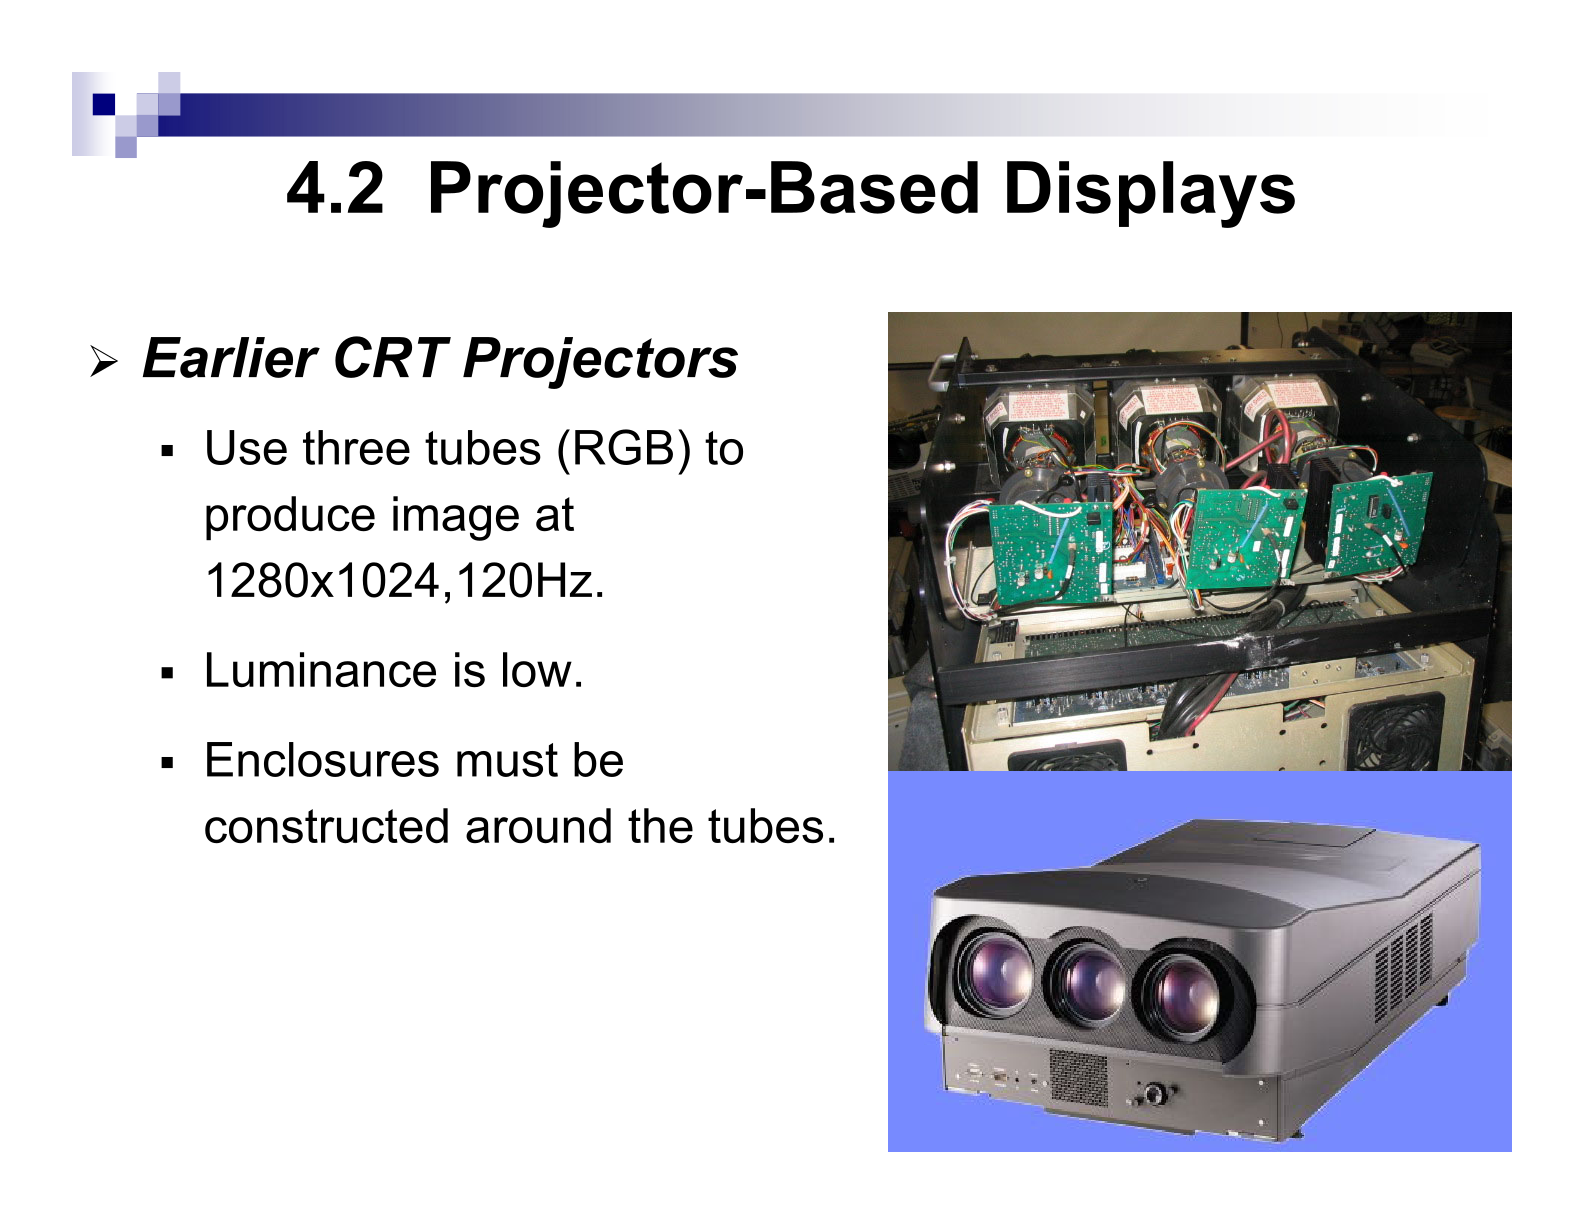 4.2 Projector-Based Displays
➢ Earlier CRT Projectors
▪ Use three tubes (RGB) to
produce image at
1280x1024,120Hz.
▪ Luminance is low.
▪ Enclosures must be
constructed around the tubes.